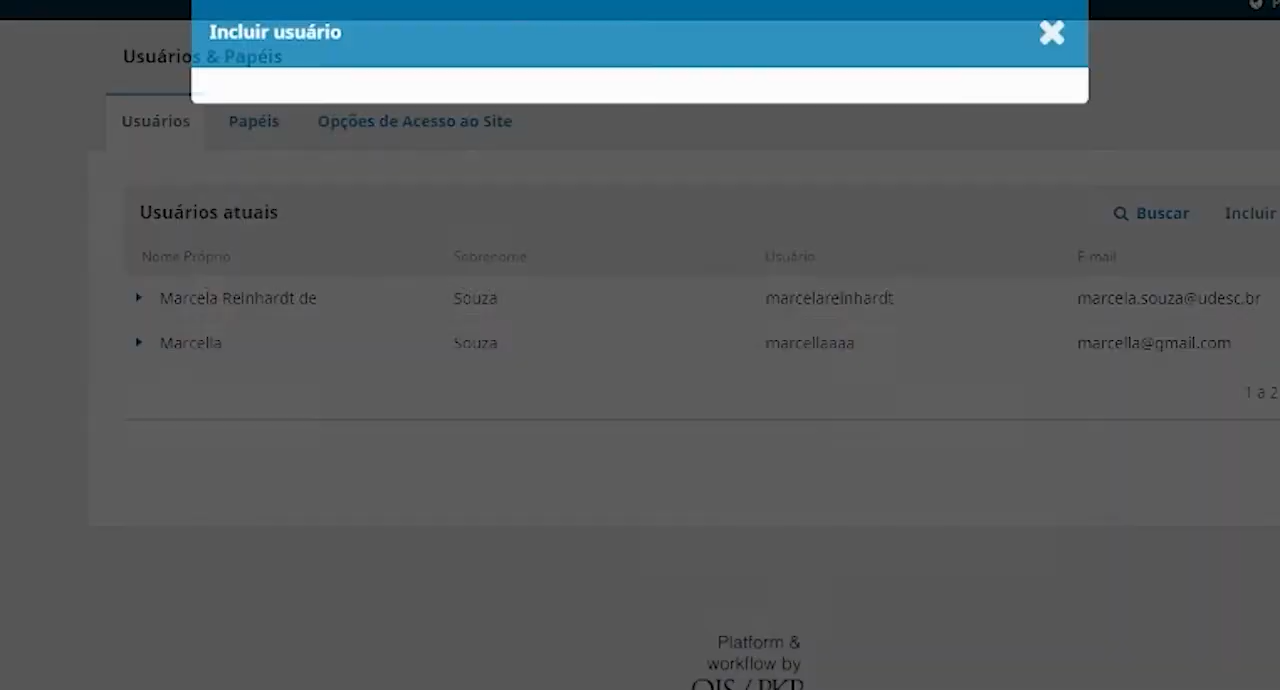 Incluir usuário
Usuários & Papéis
Usuários Papéis Opções de Acesso ao Site
Usuários atuais Buscar Incluir
Nome Próprio Sobrenome Usuário E-mail
Marcela Reinhardt de Souza marcelareinhardt marcela.souza@udesc.br
Marcella Souza marcellaaaa marcella@gmail.com
1 a 2
Platform &
workflow by
OJS / PKP